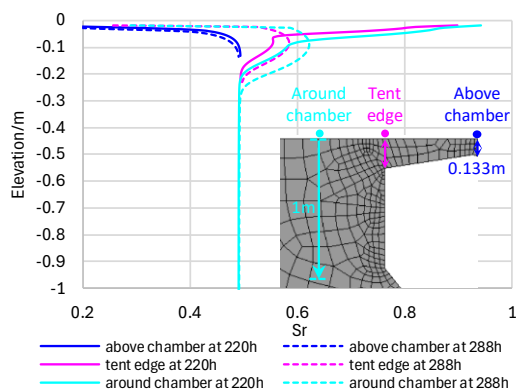 0
-0.1
-0.2
-0.3
-0.4
-0.5
-0.6
-0.7
-0.8
-0.9
-1
Elevation/m
Around chamber
Tent edge
Above chamber
0.133m
1m
0.2 0.4 0.6 0.8 1
Sr
above chamber at 220h above chamber at 288h
tent edge at 220h tent edge at 288h
around chamber at 220h around chamber at 288h